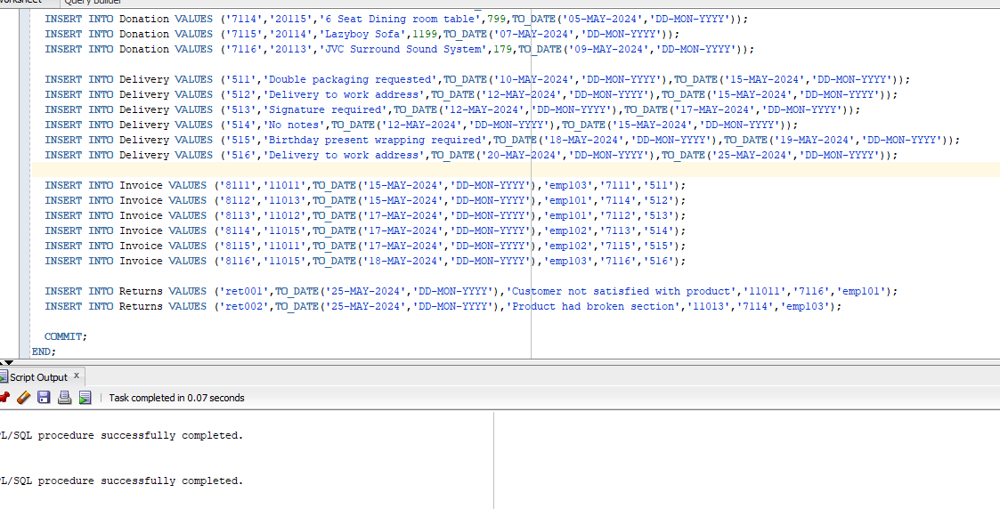 Worksheet Query Builder
INSERT INTO Donation VALUES ('7114','20115','6 Seat Dining room table',799,TO_DATE('05-MAY-2024','DD-MON-YYYY'));
INSERT INTO Donation VALUES ('7115','20114','Lazyboy Sofa',1199,TO_DATE('07-MAY-2024','DD-MON-YYYY'));
INSERT INTO Donation VALUES ('7116','20113','JVC Surround Sound System',179,TO_DATE('09-MAY-2024','DD-MON-YYYY'));
INSERT INTO Delivery VALUES ('511','Double packaging requested',TO_DATE('10-MAY-2024','DD-MON-YYYY'),TO_DATE('15-MAY-2024','DD-MON-YYYY'));
INSERT INTO Delivery VALUES ('512','Delivery to work address',TO_DATE('12-MAY-2024','DD-MON-YYYY'),TO_DATE('15-MAY-2024','DD-MON-YYYY'));
INSERT INTO Delivery VALUES ('513','Signature required',TO_DATE('12-MAY-2024','DD-MON-YYYY'),TO_DATE('17-MAY-2024','DD-MON-YYYY'));
INSERT INTO Delivery VALUES ('514','No notes',TO_DATE('12-MAY-2024','DD-MON-YYYY'),TO_DATE('15-MAY-2024','DD-MON-YYYY'));
INSERT INTO Delivery VALUES ('515','Birthday present wrapping required',TO_DATE('18-MAY-2024','DD-MON-YYYY'),TO_DATE('19-MAY-2024','DD-MON-YYYY'));
INSERT INTO Delivery VALUES ('516','Delivery to work address',TO_DATE('20-MAY-2024','DD-MON-YYYY'),TO_DATE('25-MAY-2024','DD-MON-YYYY'));
INSERT INTO Invoice VALUES ('8111','11011',TO_DATE('15-MAY-2024','DD-MON-YYYY'),'emp103','7111','511');
INSERT INTO Invoice VALUES ('8112','11013',TO_DATE('15-MAY-2024','DD-MON-YYYY'),'emp101','7114','512');
INSERT INTO Invoice VALUES ('8113','11012',TO_DATE('17-MAY-2024','DD-MON-YYYY'),'emp101','7112','513');
INSERT INTO Invoice VALUES ('8114','11015',TO_DATE('17-MAY-2024','DD-MON-YYYY'),'emp102','7113','514');
INSERT INTO Invoice VALUES ('8115','11011',TO_DATE('17-MAY-2024','DD-MON-YYYY'),'emp102','7115','515');
INSERT INTO Invoice VALUES ('8116','11015',TO_DATE('18-MAY-2024','DD-MON-YYYY'),'emp103','7116','516');
INSERT INTO Returns VALUES ('ret001',TO_DATE('25-MAY-2024','DD-MON-YYYY'),'Customer not satisfied with product','11011','7116','emp101');
INSERT INTO Returns VALUES ('ret002',TO_DATE('25-MAY-2024','DD-MON-YYYY'),'Product had broken section','11013','7114','emp103');
COMMIT;
END;
Script Output x
Task completed in 0.07 seconds
L/SQL procedure successfully completed.
L/SQL procedure successfully completed.